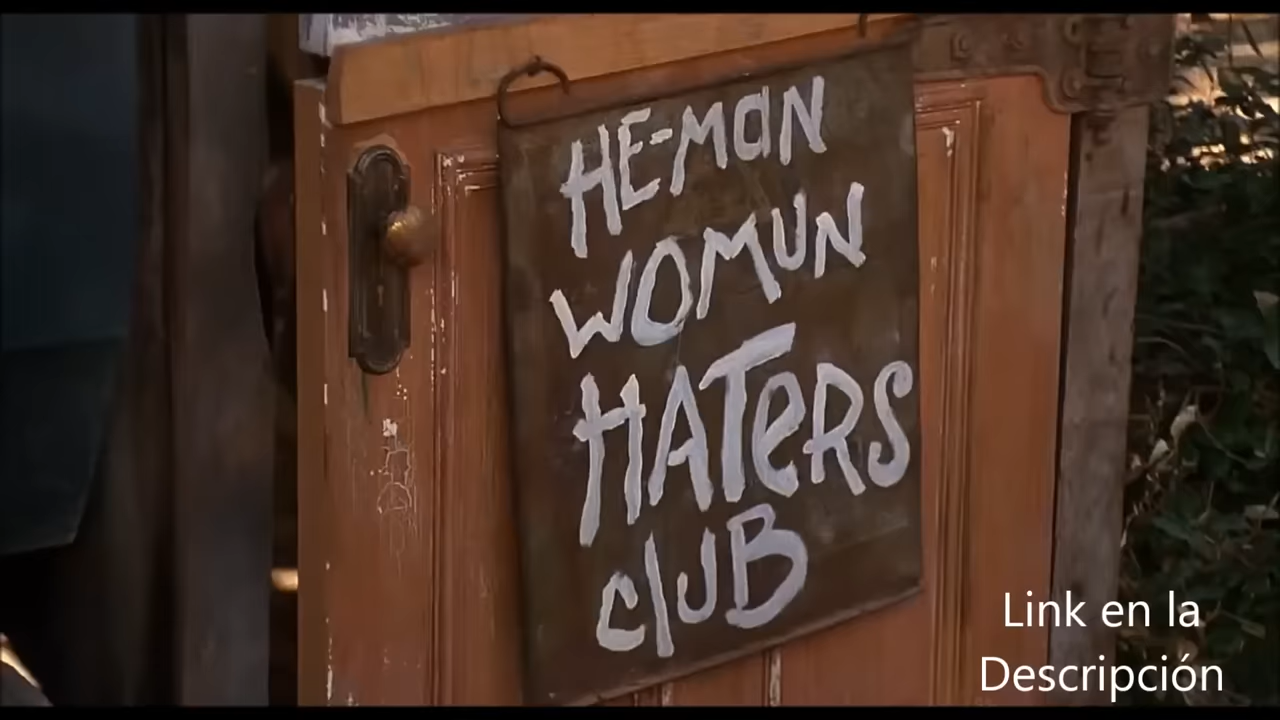 HE-MaN
WOMUN
HATeRS
clUB
Link en la
Descripción